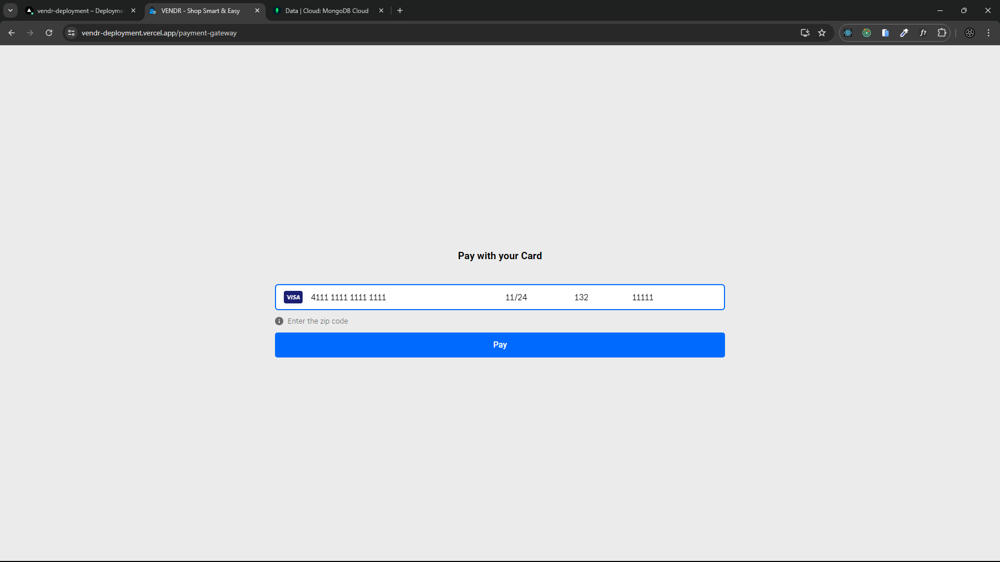 vendr-deployment – Deployme
VENDR - Shop Smart & Easy
Data | Cloud: MongoDB Cloud
vendr-deployment.vercel.app/payment-gateway
f?
Pay with your Card
VISA 4111 1111 1111 1111 11/24 132 11111
Enter the zip code
Pay